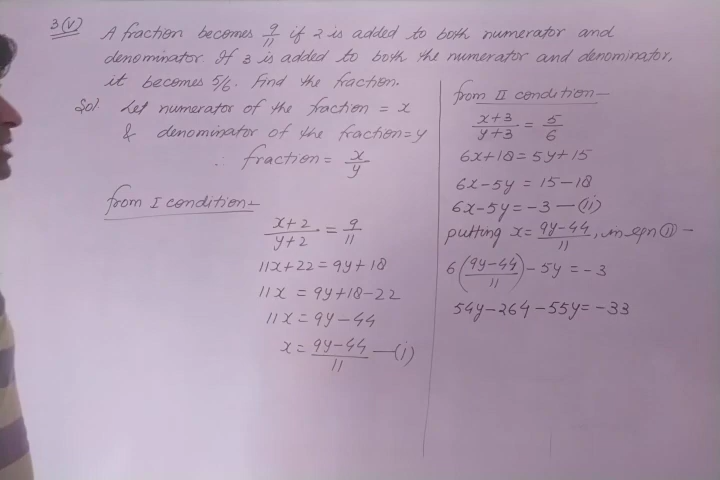 3(v) A fraction becomes 9/11 if 2 is added to both numerator and
denominator. If 3 is added to both the numerator and denominator,
it becomes 5/6. Find the fraction.
Sol. Let numerator of the fraction = x
& denominator of the fraction = y
∴ fraction = x/y
from I condition –
(x+2)/(y+2) = 9/11
11x+22 = 9y+18
11x = 9y+18-22
11x = 9y-44
x = (9y-44)/11 —(i)
from II condition –
(x+3)/(y+3) = 5/6
6x+18 = 5y+15
6x-5y = 15-18
6x-5y = -3 —(ii)
putting x = (9y-44)/11, in eqn (ii) –
6((9y-44)/11) - 5y = -3
54y-264-55y = -33